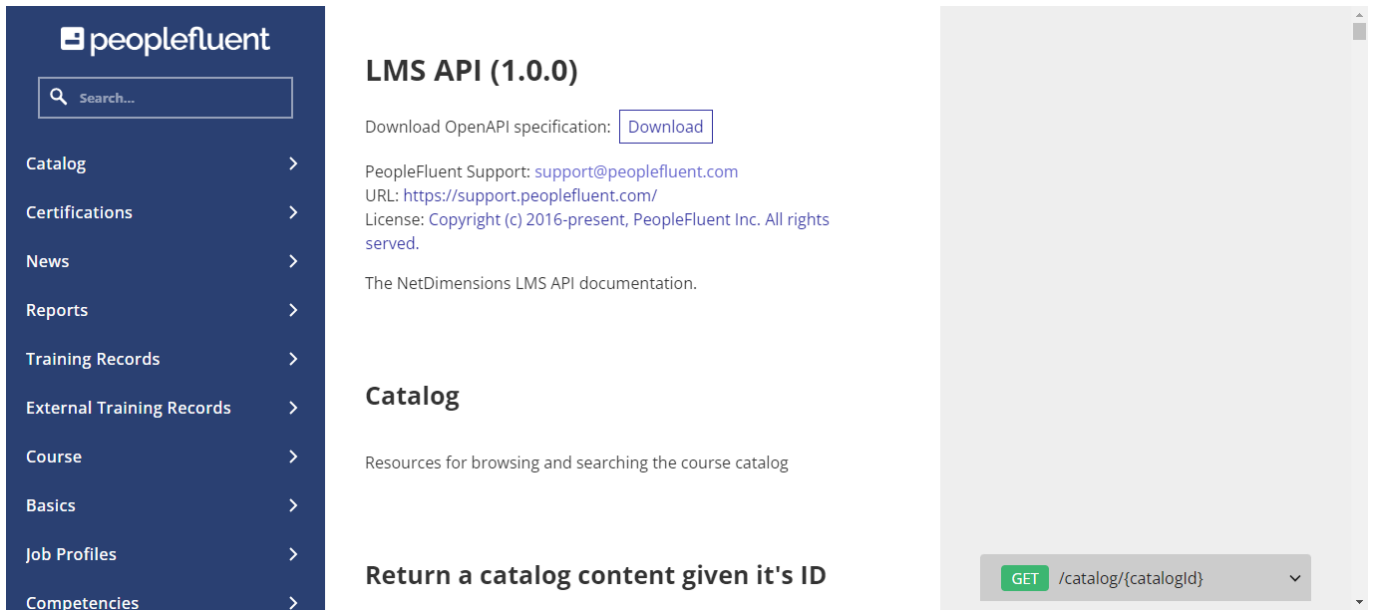 peoplefluent
Search...
Catalog
Certifications
News
Reports
Training Records
External Training Records
Course
Basics
Job Profiles
Competencies
LMS API (1.0.0)
Download OpenAPI specification: Download
PeopleFluent Support: support@peoplefluent.com
URL: https://support.peoplefluent.com/
License: Copyright (c) 2016-present, PeopleFluent Inc. All rights
served.
The NetDimensions LMS API documentation.
Catalog
Resources for browsing and searching the course catalog
Return a catalog content given it's ID
GET /catalog/{catalogId}